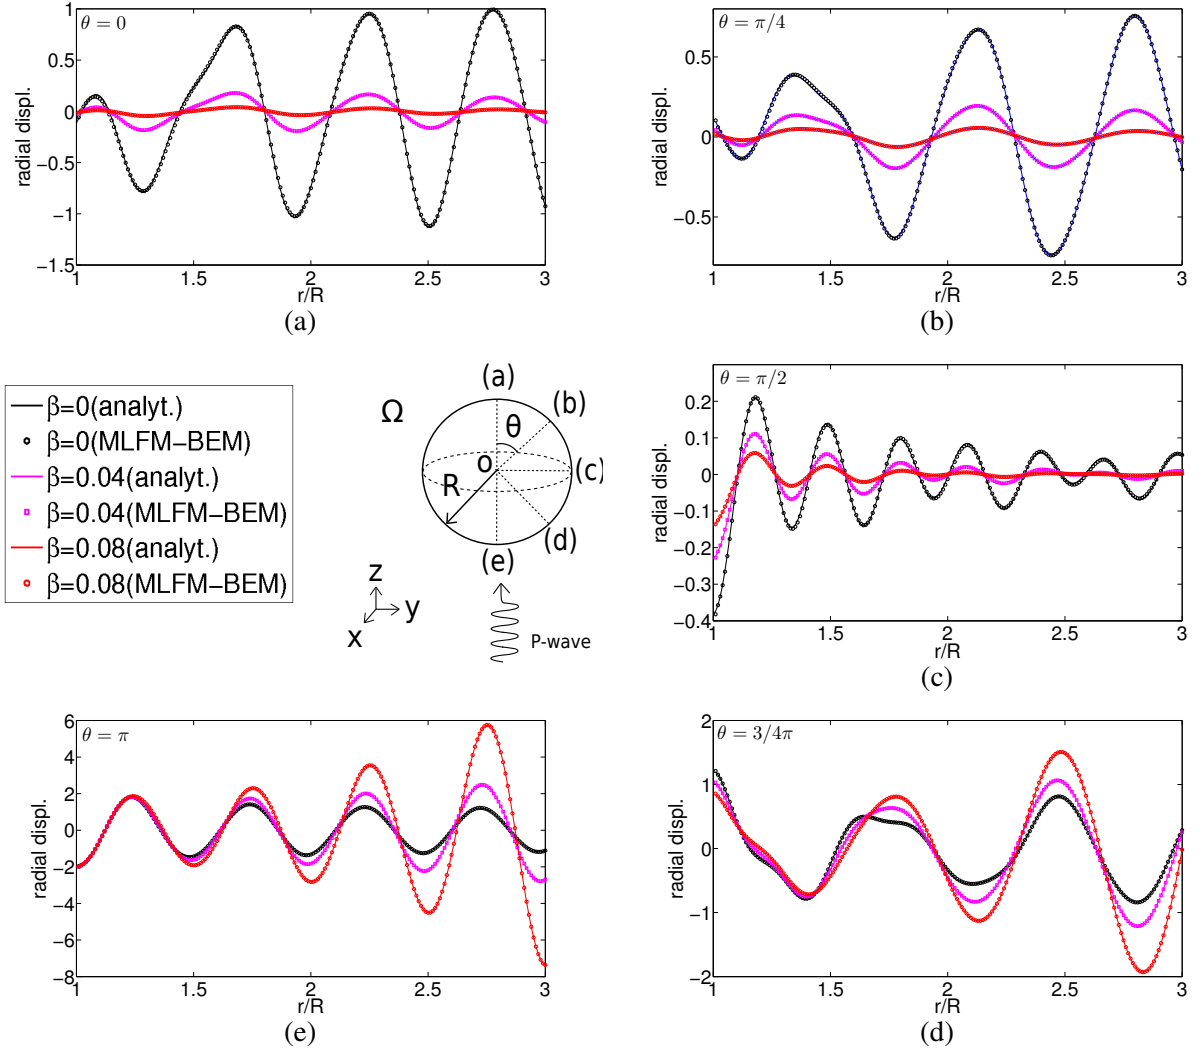 θ = 0
1
0.5
0
−0.5
−1
−1.5
radial displ.
1
1.5
2
2.5
3
r/R
(a)
θ = π/4
0.5
0
−0.5
radial displ.
1
1.5
2
2.5
3
r/R
(b)
β=0(analyt.)
β=0(MLFM−BEM)
β=0.04(analyt.)
β=0.04(MLFM−BEM)
β=0.08(analyt.)
β=0.08(MLFM−BEM)
(a)
Ω
(b)
θ
o
(c)
R
(d)
(e)
z
y
x
P-wave
θ = π/2
0.2
0.1
0
−0.1
−0.2
−0.3
−0.4
radial displ.
1
1.5
2
2.5
3
r/R
(c)
θ = π
6
4
2
0
−2
−4
−6
−8
radial displ.
1
1.5
2
2.5
3
r/R
(e)
θ = 3/4π
2
1
0
−1
−2
radial displ.
1
1.5
2
2.5
3
r/R
(d)